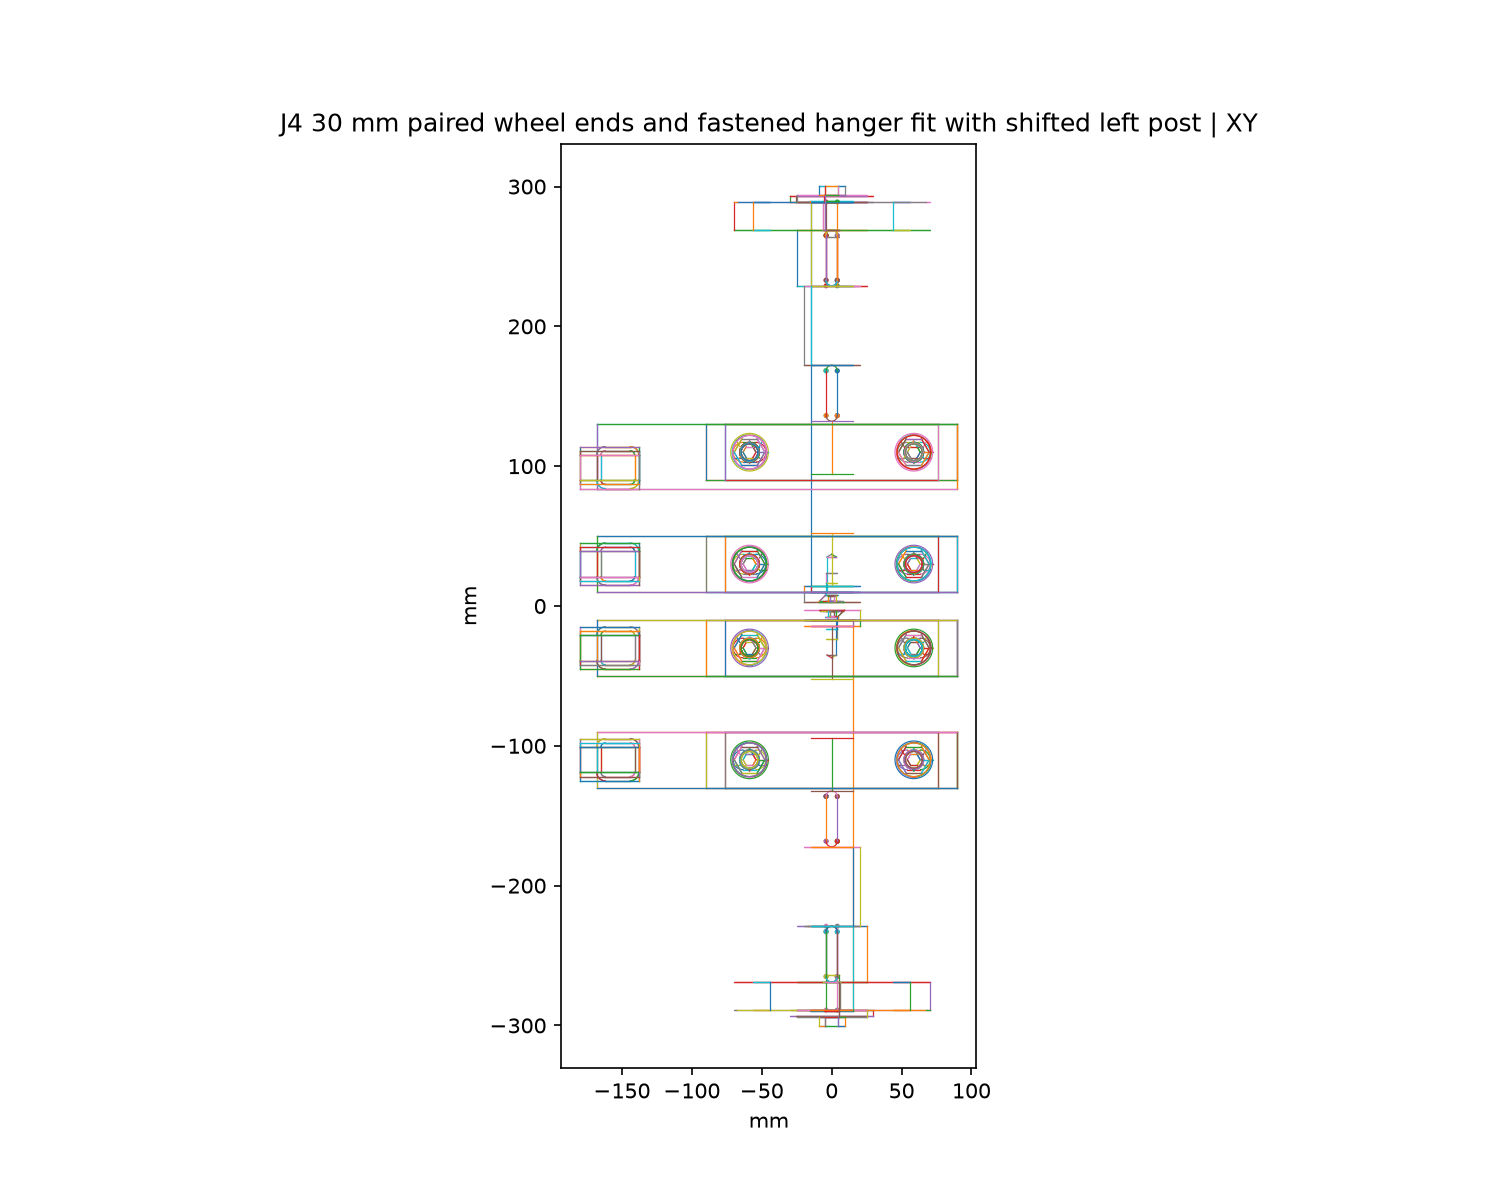 J4 30 mm paired wheel ends and fastened hanger fit with shifted left post | XY
300
200
100
0
−100
−200
−300
mm
−150 −100 −50 0 50 100
mm